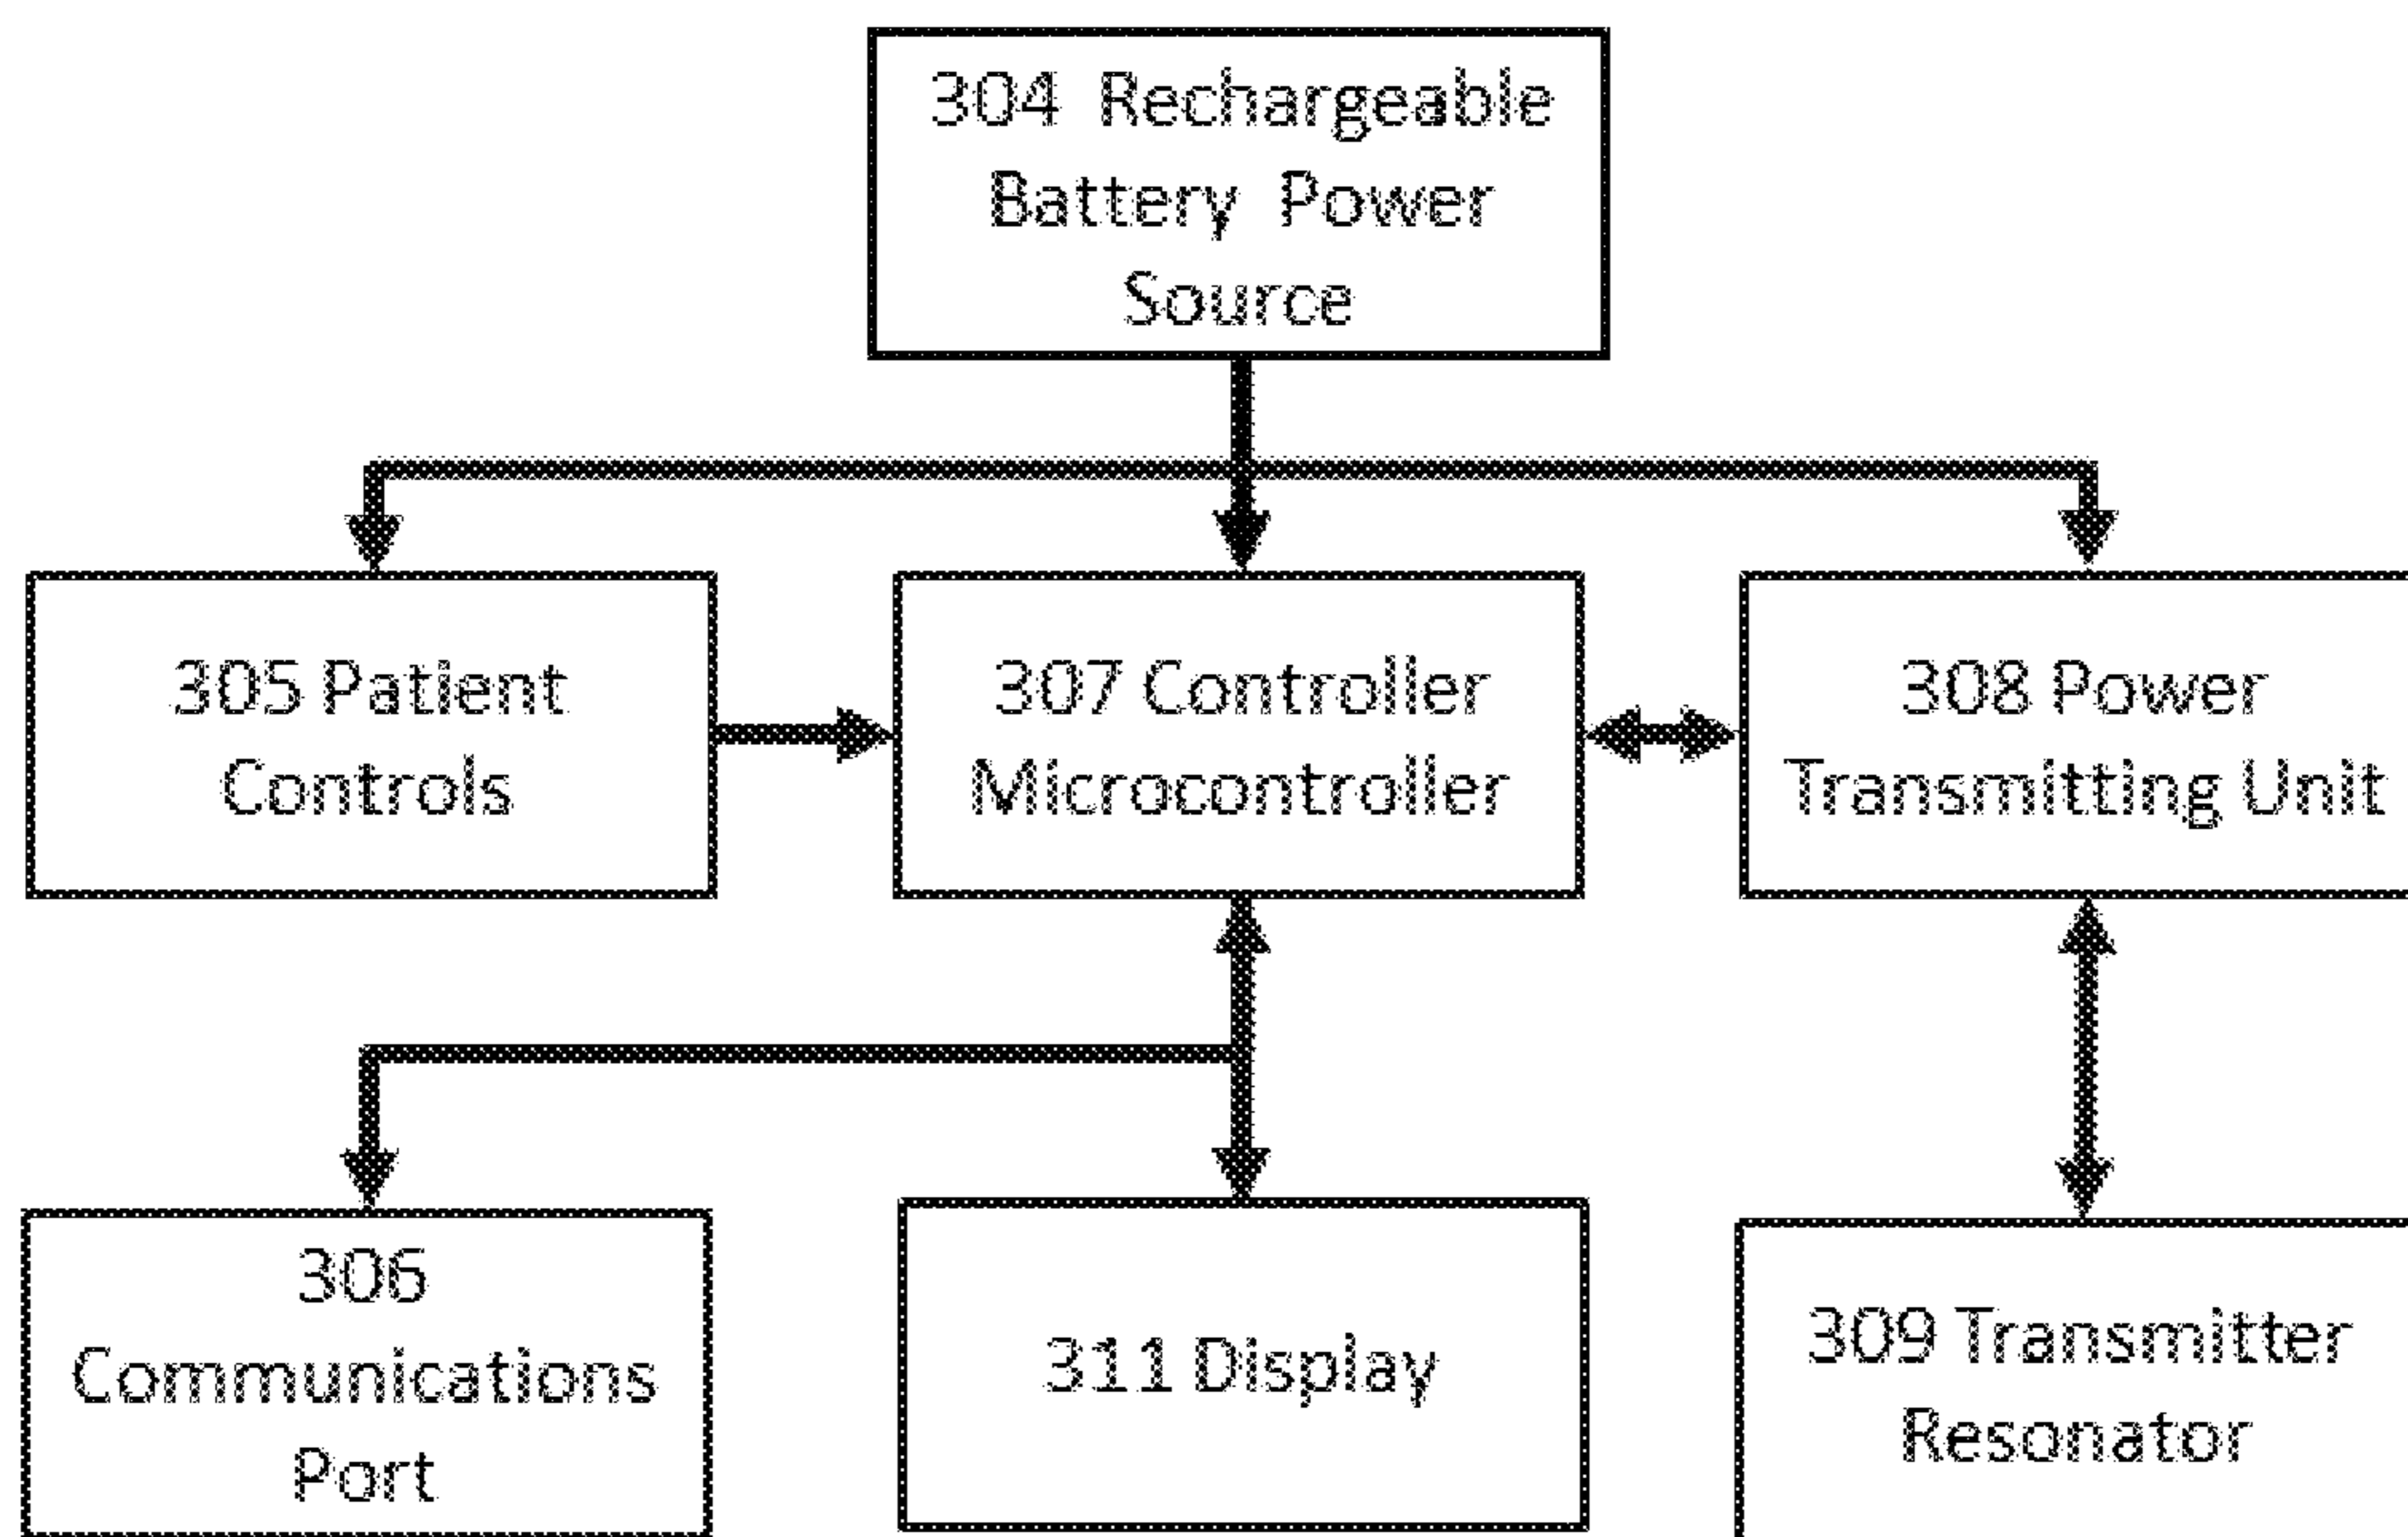 304 Rechargeable
Battery Power
Source
305 Patient
Controls
307 Controller
Microcontroller
308 Power
Transmitting Unit
306
Communications
Port
311 Display
309 Transmitter
Resonator